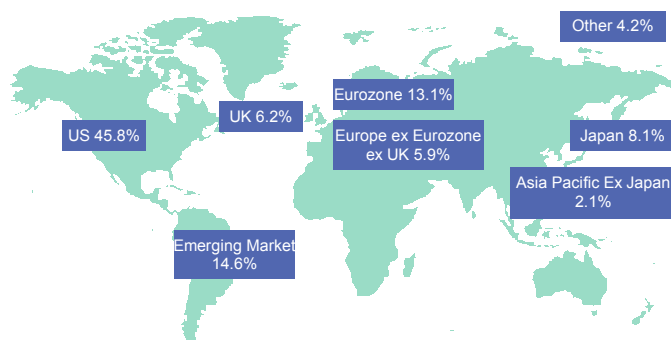 Other 4.2%
Eurozone 13.1%
UK 6.2%
US 45.8%
Europe ex Eurozone
ex UK 5.9%
Japan 8.1%
Asia Pacific Ex Japan
2.1%
Emerging Market
14.6%